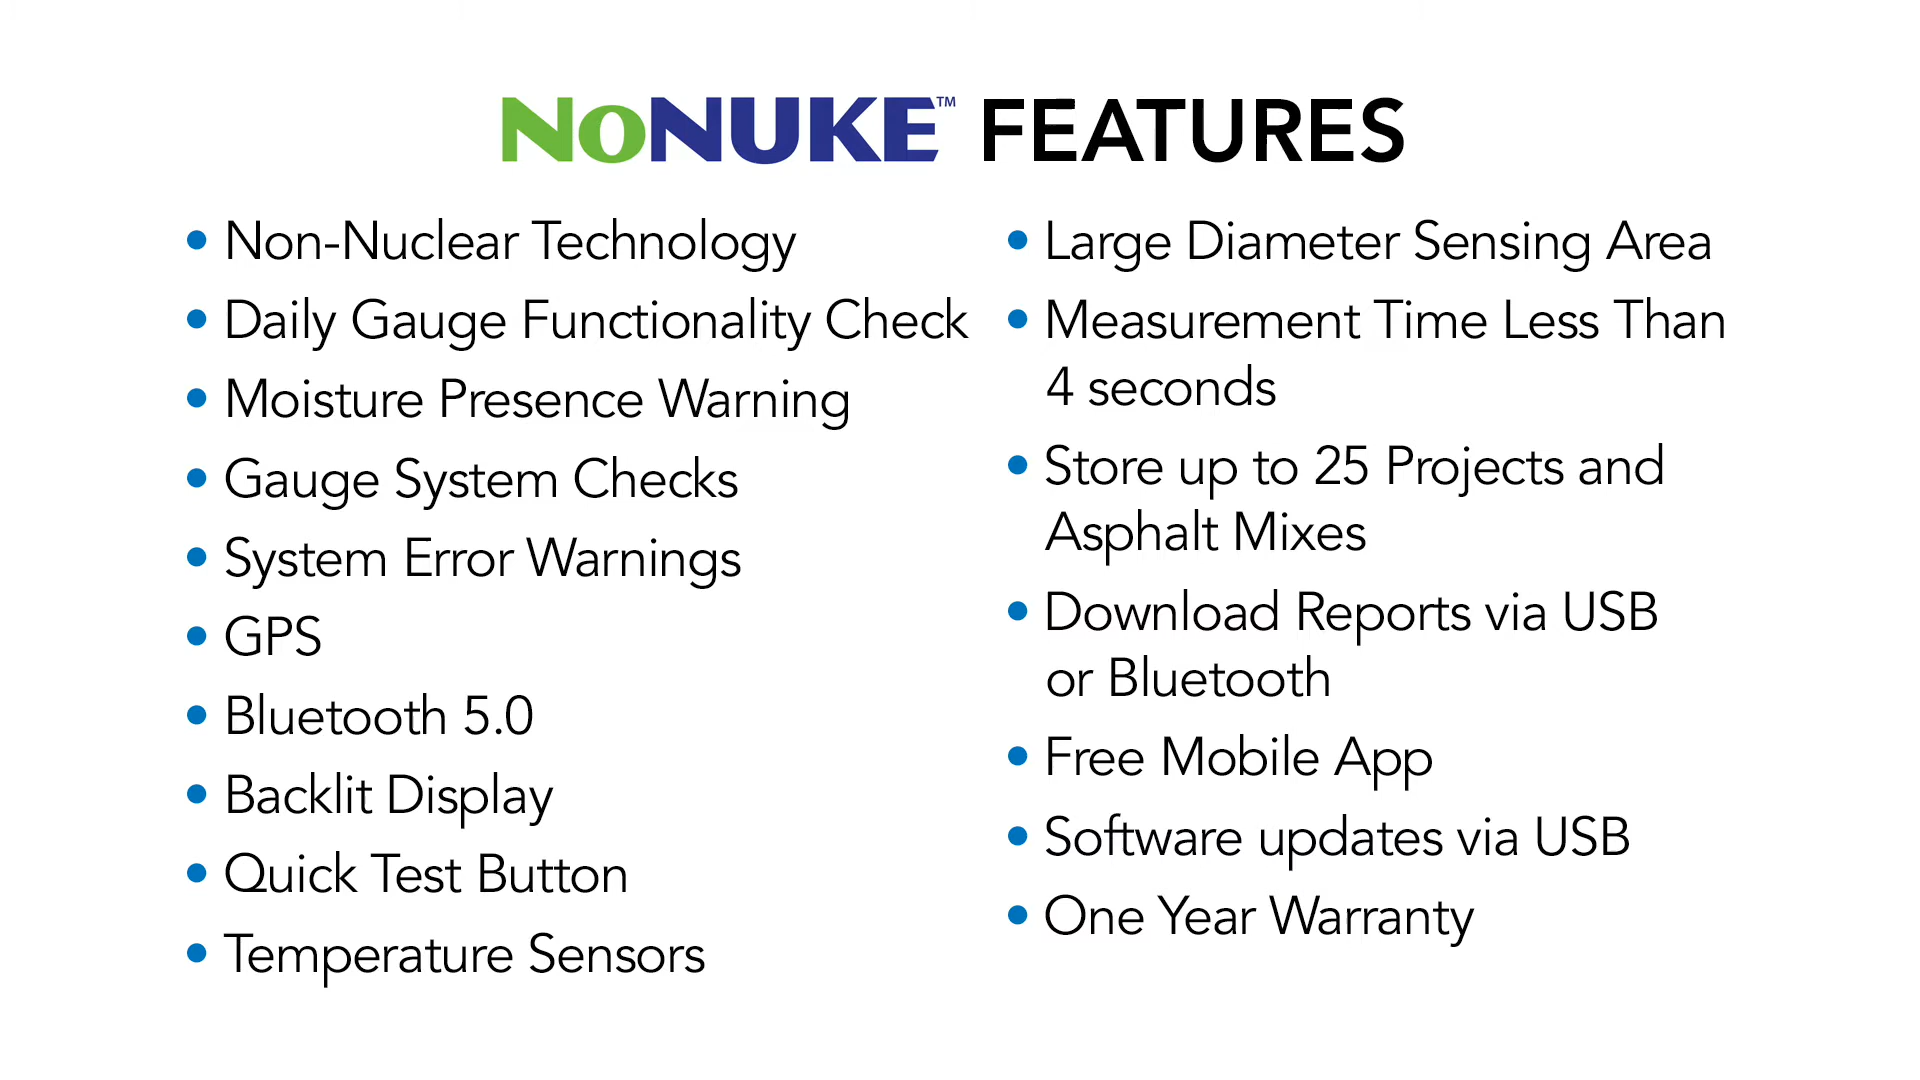 NoNUKE™ FEATURES
• Non-Nuclear Technology
• Daily Gauge Functionality Check
• Moisture Presence Warning
• Gauge System Checks
• System Error Warnings
• GPS
• Bluetooth 5.0
• Backlit Display
• Quick Test Button
• Temperature Sensors
• Large Diameter Sensing Area
• Measurement Time Less Than
4 seconds
• Store up to 25 Projects and
Asphalt Mixes
• Download Reports via USB
or Bluetooth
• Free Mobile App
• Software updates via USB
• One Year Warranty